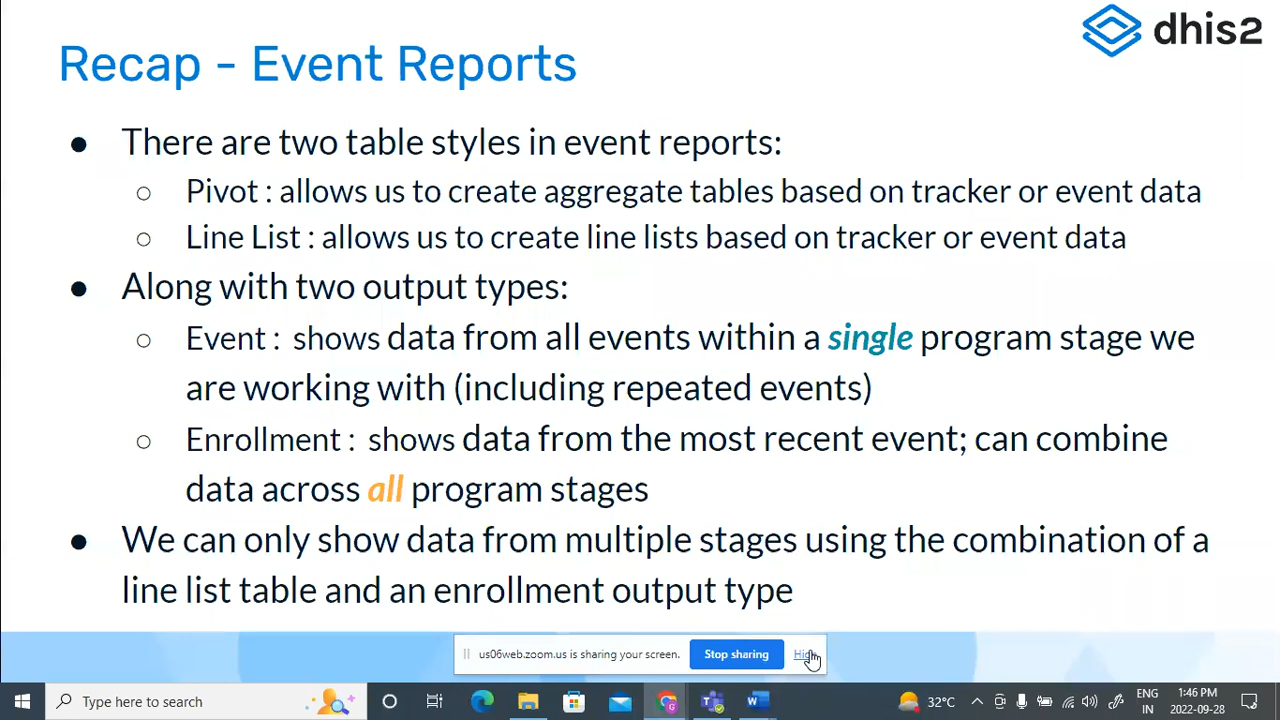 dhis2
Recap - Event Reports
● There are two table styles in event reports:
○ Pivot : allows us to create aggregate tables based on tracker or event data
○ Line List : allows us to create line lists based on tracker or event data
● Along with two output types:
○ Event : shows data from all events within a single program stage we
are working with (including repeated events)
○ Enrollment : shows data from the most recent event; can combine
data across all program stages
● We can only show data from multiple stages using the combination of a
line list table and an enrollment output type
us06web.zoom.us is sharing your screen. Stop sharing
Type here to search
32°C
ENG
IN
1:46 PM
2022-09-28